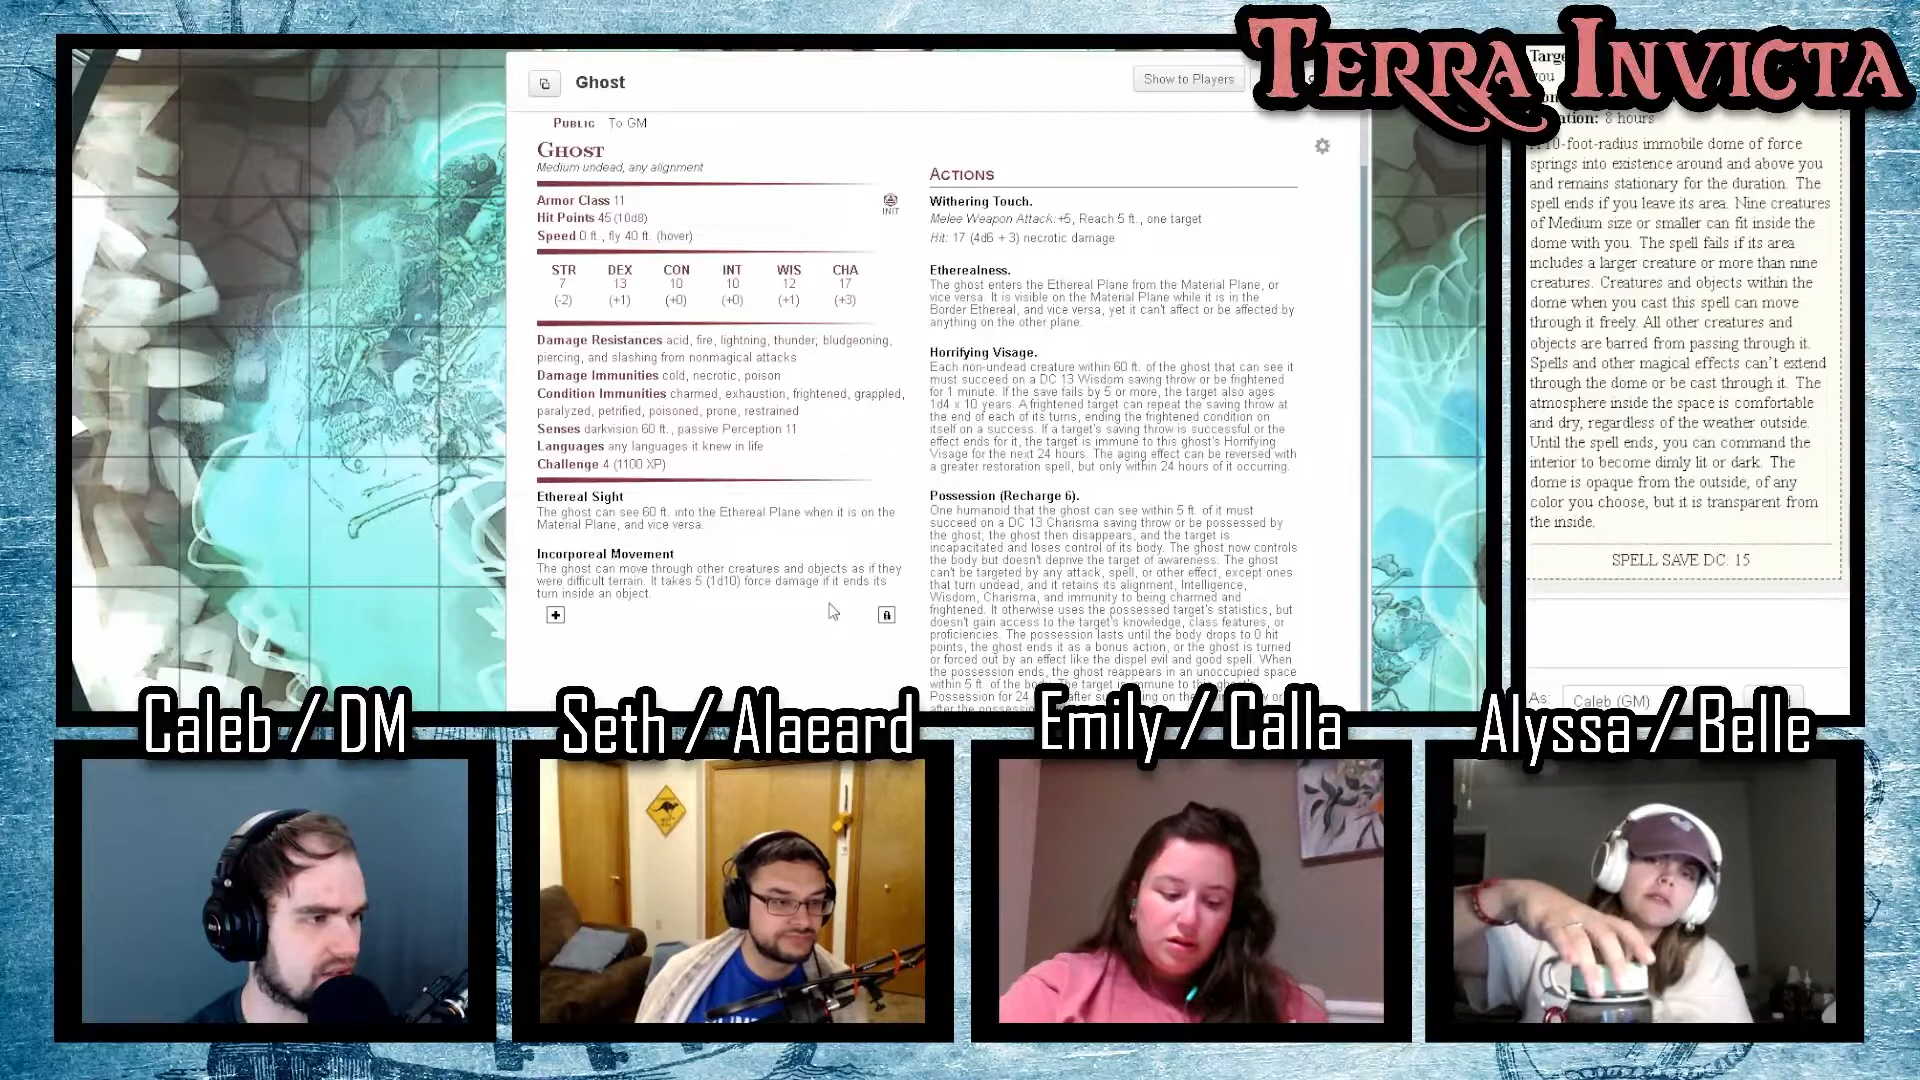 TERRA INVICTA
Ghost
Show to Players
PUBLIC To GM
GHOST
Medium undead, any alignment
Armor Class 11
Hit Points 45 (10d8)
Speed 0 ft., fly 40 ft. (hover)
INIT
STR DEX CON INT WIS CHA
7 13 10 10 12 17
(-2) (+1) (+0) (+0) (+1) (+3)
Damage Resistances acid, fire, lightning, thunder; bludgeoning,
piercing, and slashing from nonmagical attacks
Damage Immunities cold, necrotic, poison
Condition Immunities charmed, exhaustion, frightened, grappled,
paralyzed, petrified, poisoned, prone, restrained
Senses darkvision 60 ft., passive Perception 11
Languages any languages it knew in life
Challenge 4 (1100 XP)
Ethereal Sight
The ghost can see 60 ft. into the Ethereal Plane when it is on the
Material Plane, and vice versa.
Incorporeal Movement
The ghost can move through other creatures and objects as if they
were difficult terrain. It takes 5 (1d10) force damage if it ends its
turn inside an object.
ACTIONS
Withering Touch.
Melee Weapon Attack: +5, Reach 5 ft., one target
Hit: 17 (4d6 + 3) necrotic damage
Etherealness.
The ghost enters the Ethereal Plane from the Material Plane, or
vice versa. It is visible on the Material Plane while it is in the
Border Ethereal, and vice versa, yet it can't affect or be affected by
anything on the other plane.
Horrifying Visage.
Each non-undead creature within 60 ft. of the ghost that can see it
must succeed on a DC 13 Wisdom saving throw or be frightened
for 1 minute. If the save fails by 5 or more, the target also ages
1d4 x 10 years. A frightened target can repeat the saving throw at
the end of each of its turns, ending the frightened condition on
itself on a success. If a target's saving throw is successful or the
effect ends for it, the target is immune to this ghost's Horrifying
Visage for the next 24 hours. The aging effect can be reversed with
a greater restoration spell, but only within 24 hours of it occurring.
Possession (Recharge 6).
One humanoid that the ghost can see within 5 ft. of it must
succeed on a DC 13 Charisma saving throw or be possessed by
the ghost; the ghost then disappears, and the target is
incapacitated and loses control of its body. The ghost now controls
the body but doesn't deprive the target of awareness. The ghost
can't be targeted by any attack, spell, or other effect, except ones
that turn undead, and it retains its alignment, Intelligence,
Wisdom, Charisma, and immunity to being charmed and
frightened. It otherwise uses the possessed target's statistics, but
doesn't gain access to the target's knowledge, class features, or
proficiencies. The possession lasts until the body drops to 0 hit
points, the ghost ends it as a bonus action, or the ghost is turned
or forced out by an effect like the dispel evil and good spell. When
the possession ends, the ghost reappears in an unoccupied space
within 5 ft. of the body. The target is immune to this ghost's
Possession for 24 after on the or
after the possession
Targe
you
ation: 8 hours
10-foot-radius immobile dome of force
springs into existence around and above you
and remains stationary for the duration. The
spell ends if you leave its area. Nine creatures
of Medium size or smaller can fit inside the
dome with you. The spell fails if its area
includes a larger creature or more than nine
creatures. Creatures and objects within the
dome when you cast this spell can move
through it freely. All other creatures and
objects are barred from passing through it.
Spells and other magical effects can't extend
through the dome or be cast through it. The
atmosphere inside the space is comfortable
and dry, regardless of the weather outside.
Until the spell ends, you can command the
interior to become dimly lit or dark. The
dome is opaque from the outside, of any
color you choose, but it is transparent from
the inside.
SPELL SAVE DC: 15
As: Caleb (GM)
Caleb / DM
Seth / Alaeard
Emily / Calla
Alyssa / Belle